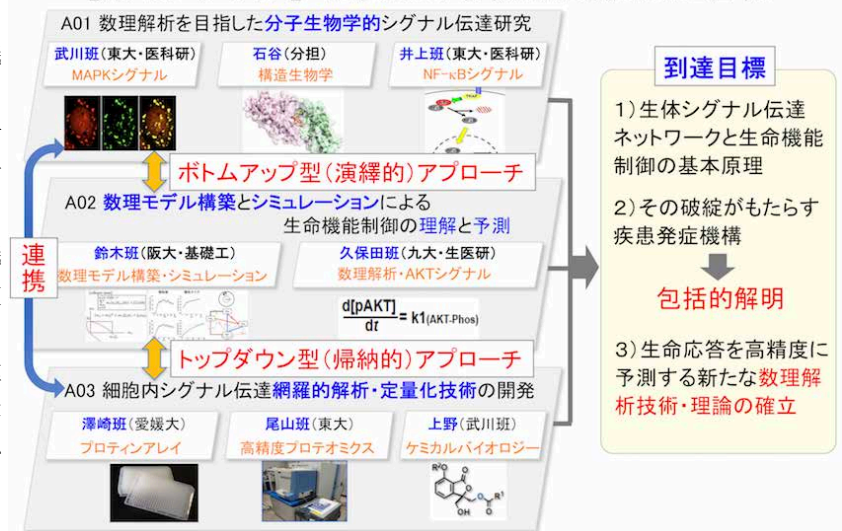 A01 数理解析を目指した分子生物学的シグナル伝達研究
武川班(東大・医科研)
MAPKシグナル
石谷(分担)
構造生物学
井上班(東大・医科研)
NF-κBシグナル
ボトムアップ型(演繹的)アプローチ
A02 数理モデル構築とシミュレーションによる
生命機能制御の理解と予測
鈴木班(阪大・基礎工)
数理モデル構築・シミュレーション
久保田班(九大・生医研)
数理解析・AKTシグナル
d[pAKT]
dt
= k1(AKT-Phos)
連携
トップダウン型(帰納的)アプローチ
A03 細胞内シグナル伝達網羅的解析・定量化技術の開発
澤崎班(愛媛大)
プロティンアレイ
尾山班(東大)
高精度プロテオミクス
上野(武川班)
ケミカルバイオロジー
R²O
O
O
O
R¹
O
OH
到達目標
1)生体シグナル伝達
ネットワークと生命機能
制御の基本原理
2)その破綻がもたらす
疾患発症機構
包括的解明
3)生命応答を高精度に
予測する新たな数理解
析技術・理論の確立